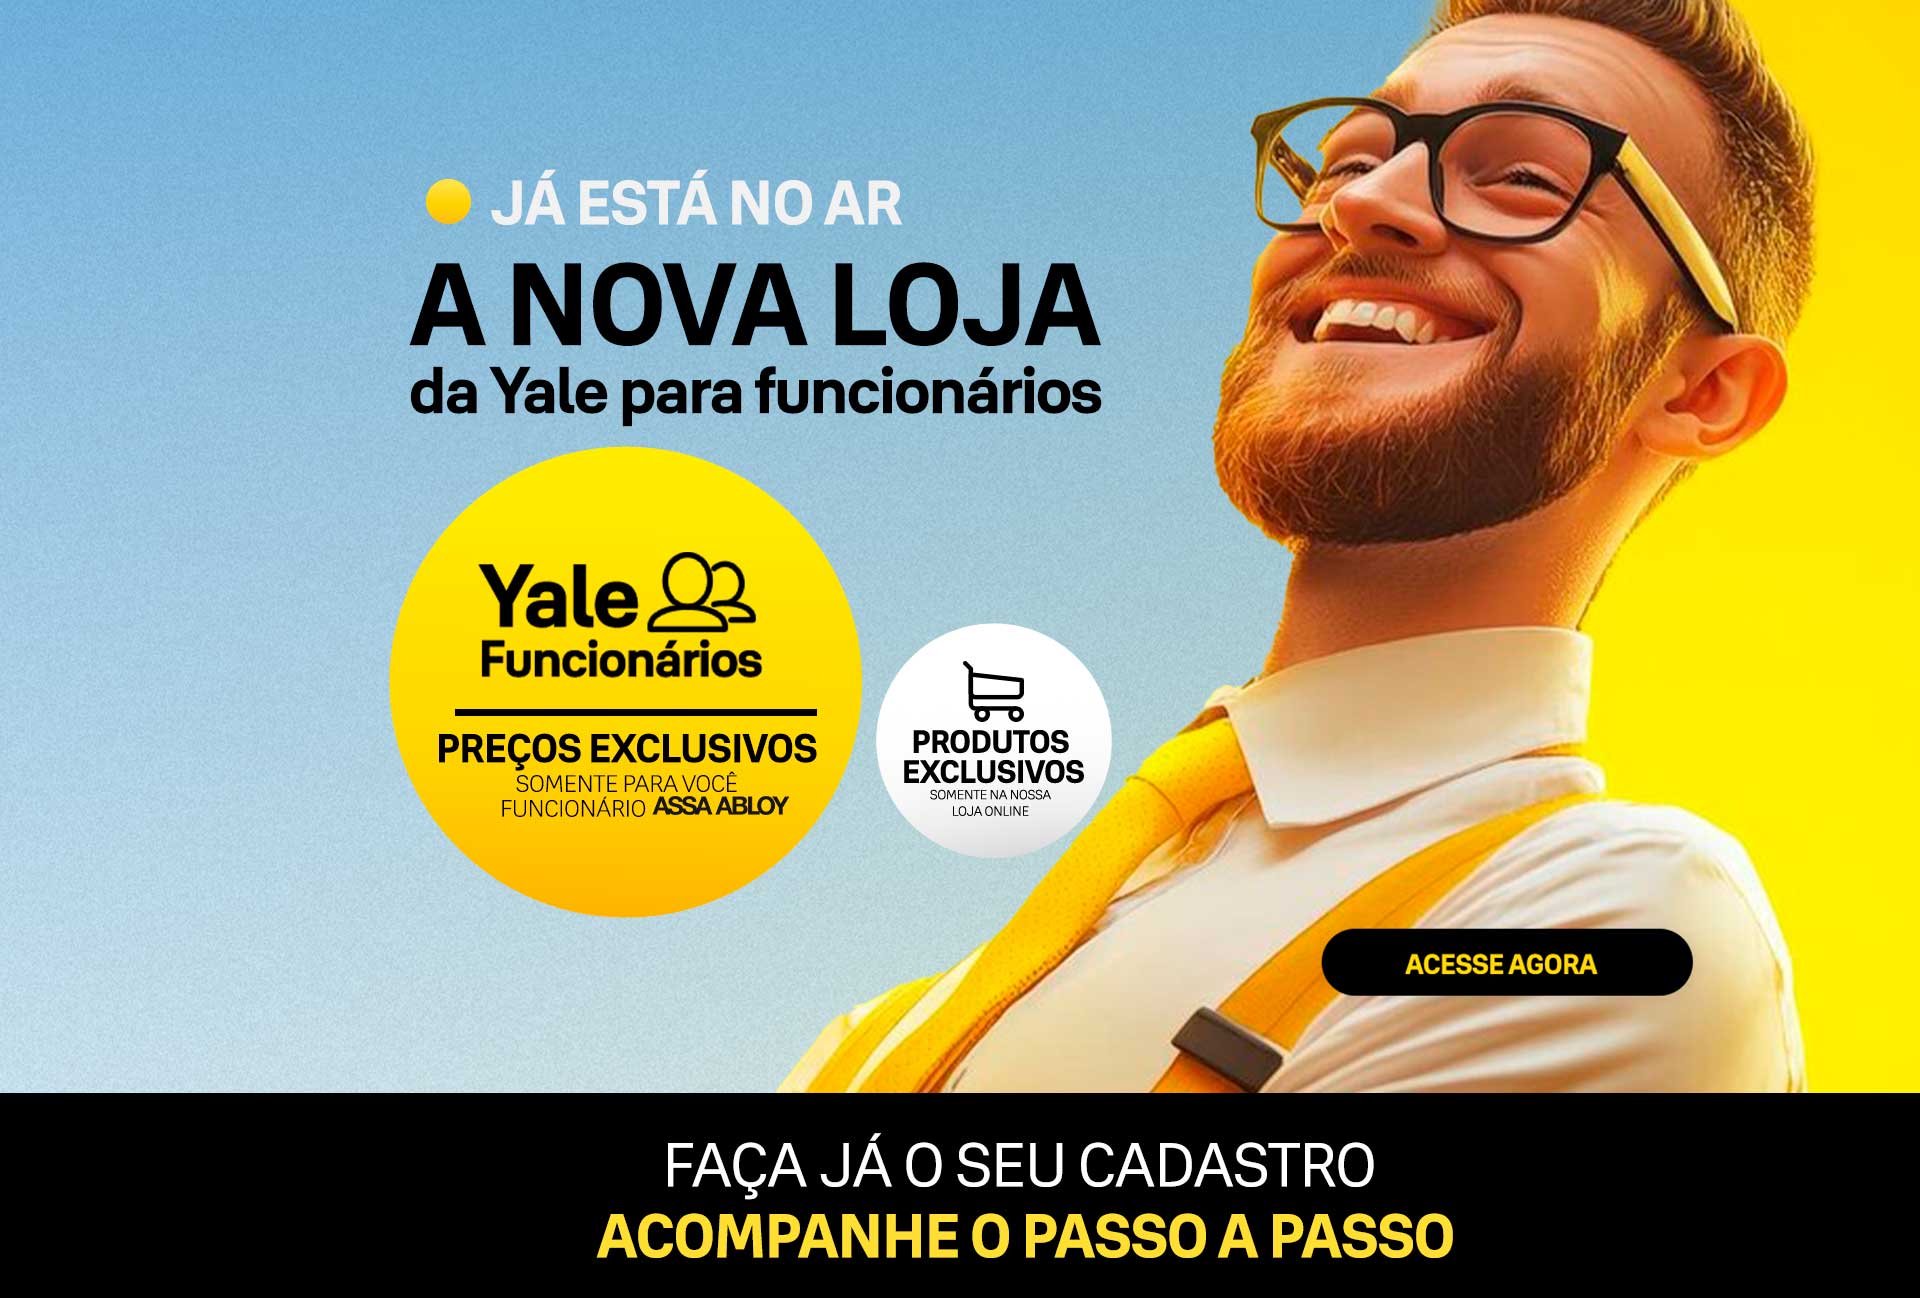 JÁ ESTÁ NO AR
A NOVA LOJA
da Yale para funcionários
Yale
Funcionários
PREÇOS EXCLUSIVOS
SOMENTE PARA VOCÊ
FUNCIONÁRIO ASSA ABLOY
PRODUTOS
EXCLUSIVOS
SOMENTE NA NOSSA
LOJA ONLINE
ACESSE AGORA
FAÇA JÁ O SEU CADASTRO
ACOMPANHE O PASSO A PASSO